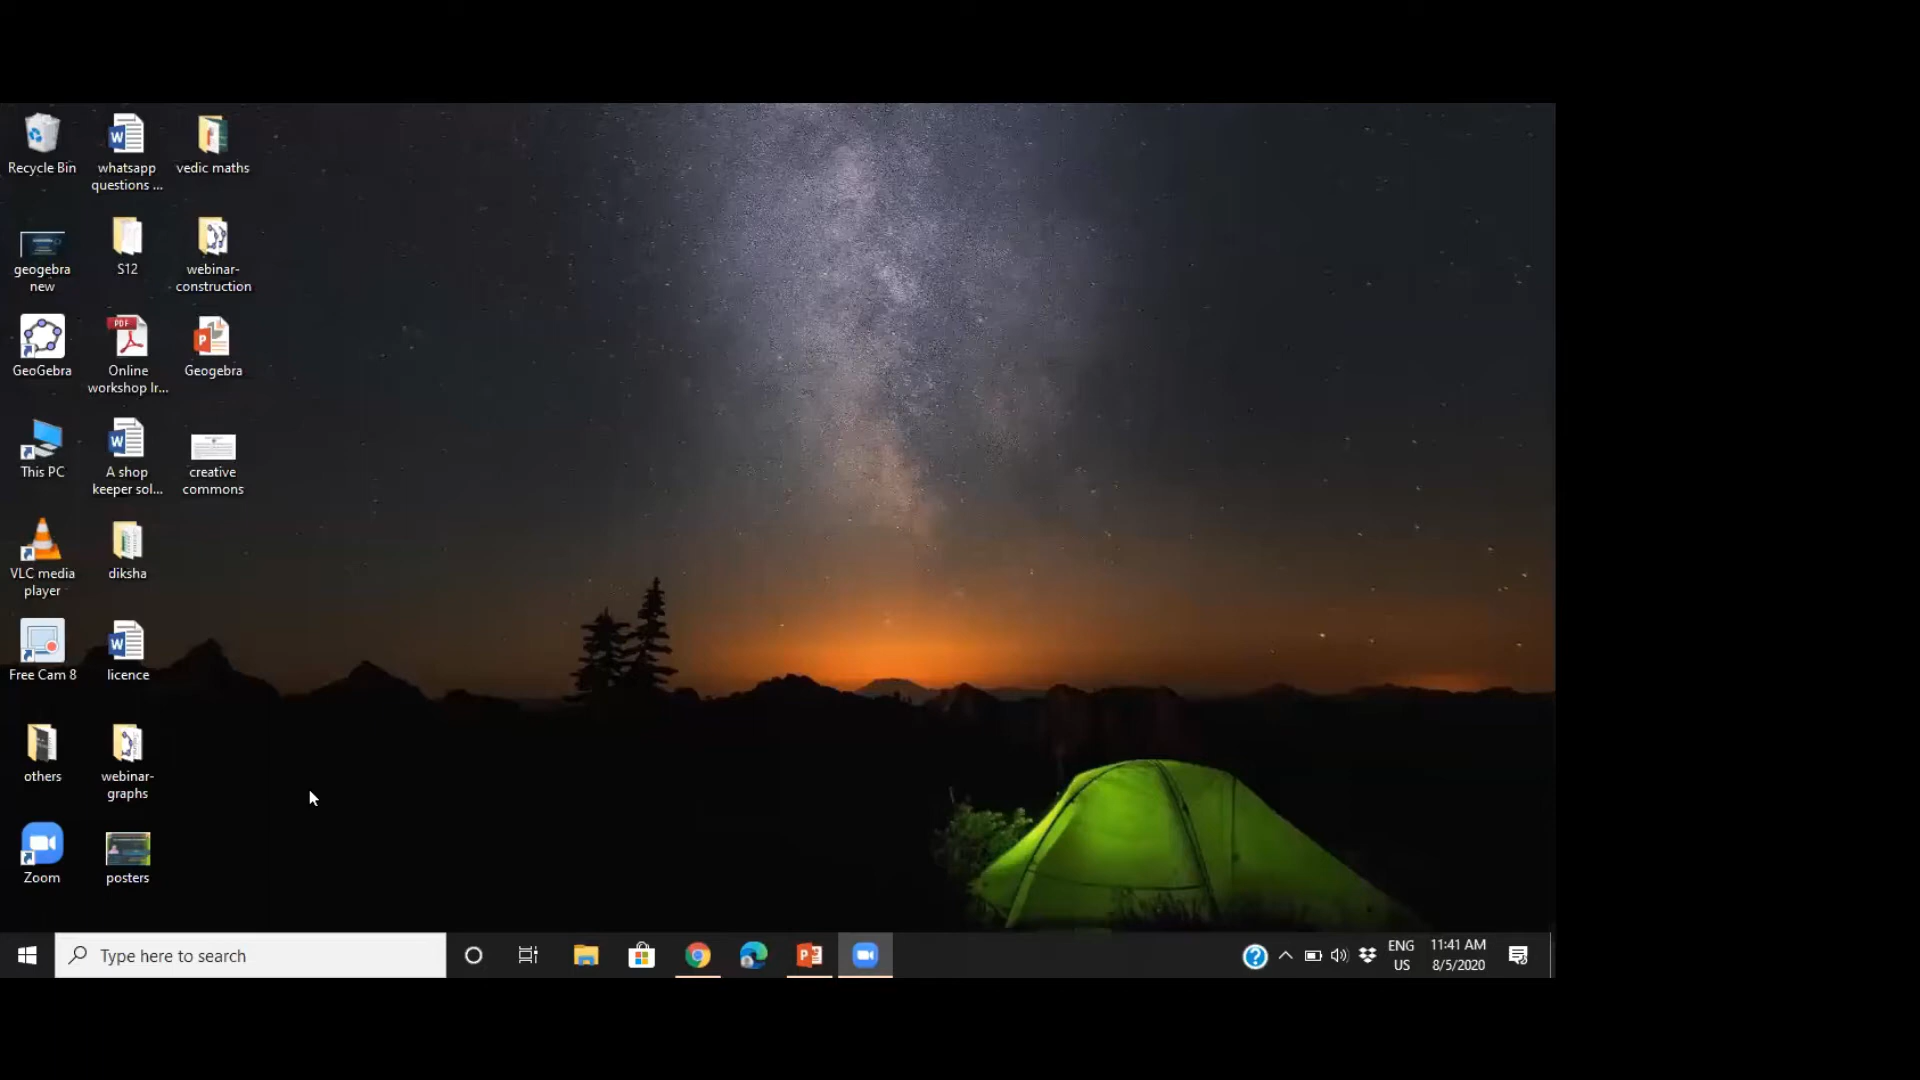 Recycle Bin
whatsapp
questions ...
vedic maths
geogebra
new
S12
webinar-
construction
GeoGebra
PDF
Online
workshop lr...
Geogebra
This PC
A shop
keeper sol...
creative
commons
VLC media
player
diksha
Free Cam 8
licence
others
webinar-
graphs
Zoom
posters
Type here to search
ENG
US
11:41 AM
8/5/2020